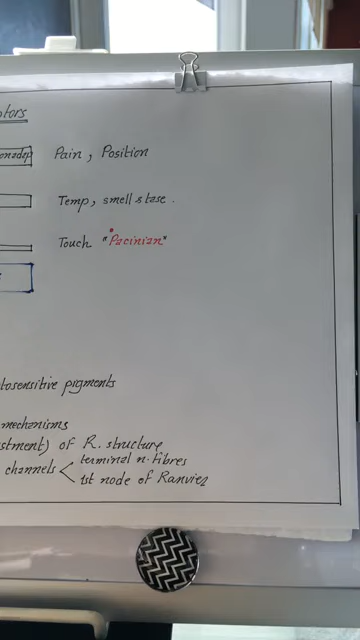 tors
onadap Pain, Position
Temp, smell & tase.
Touch "Pacinian"
tosensitive pigments
mechanisms
stment) of R. structure
channels < terminal n. fibres
1st node of Ranvier